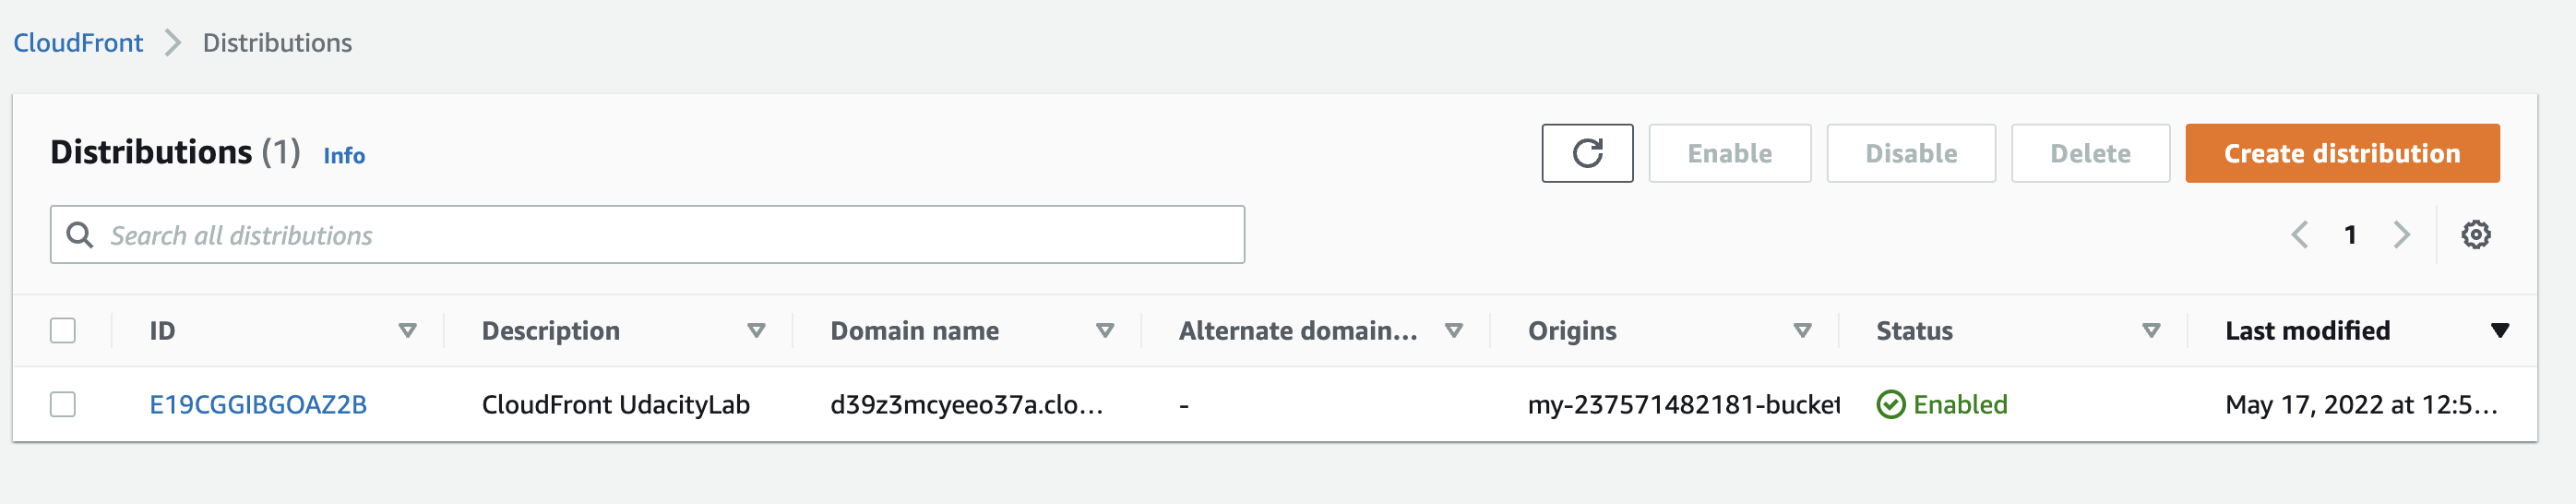 CloudFront > Distributions
Distributions (1) Info
Enable Disable Delete Create distribution
Search all distributions
1
ID Description Domain name Alternate domain... Origins Status Last modified
E19CGGIBGOAZ2B CloudFront UdacityLab d39z3mcyeeo37a.clo... - my-237571482181-bucket Enabled May 17, 2022 at 12:5...